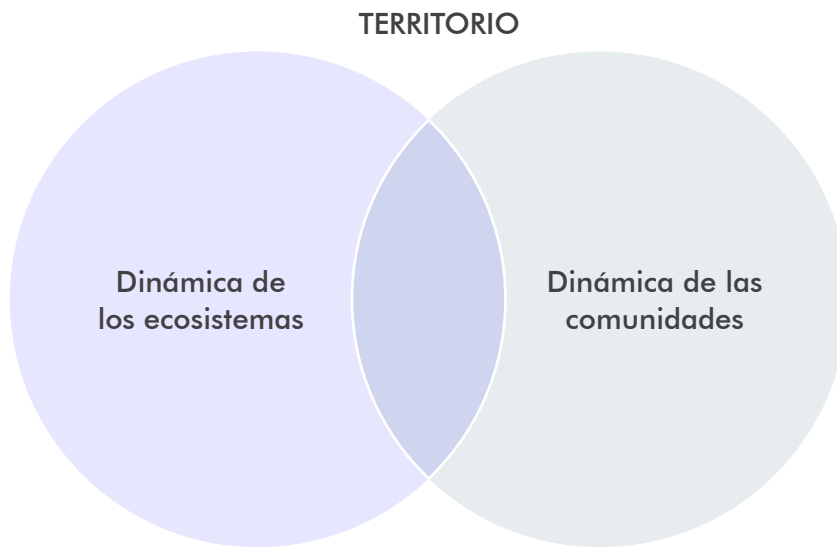 TERRITORIO
Dinámica de
los ecosistemas
Dinámica de las
comunidades